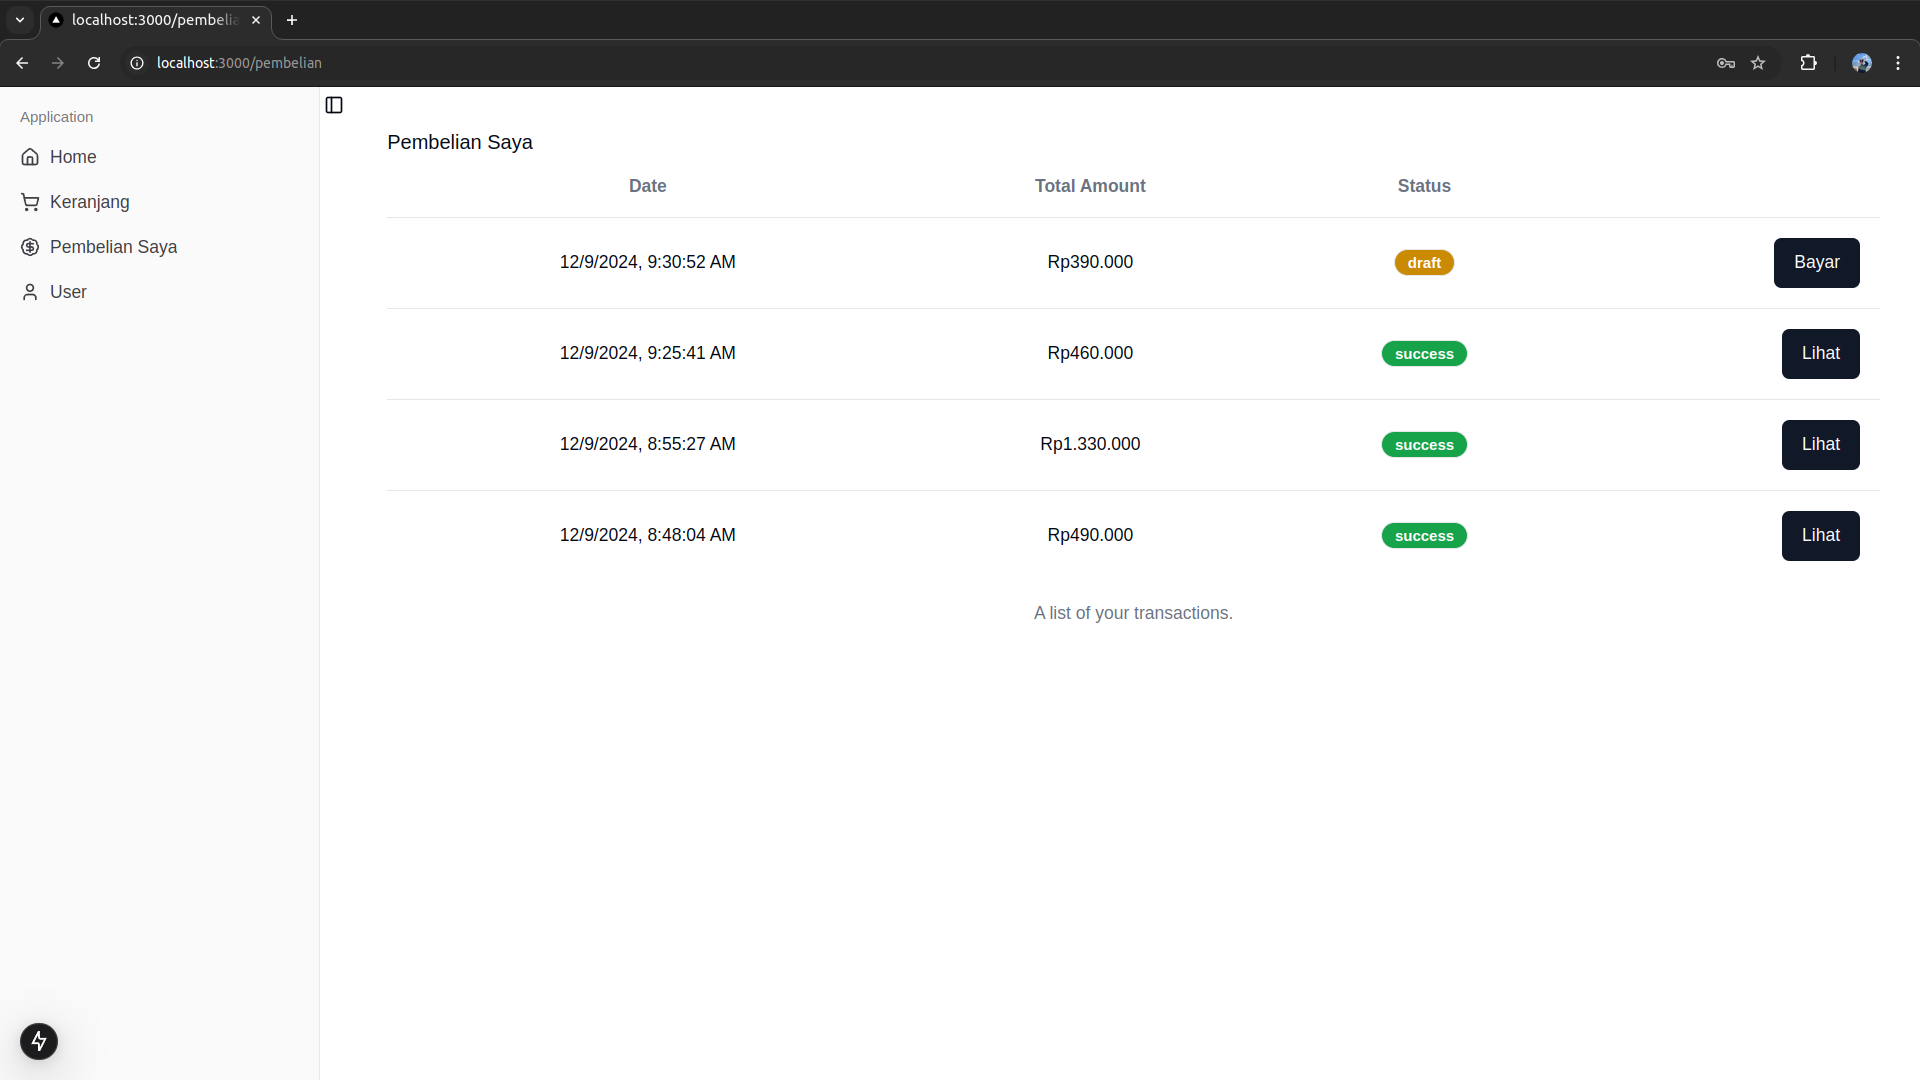 localhost:3000/pembelia
localhost:3000/pembelian
Application
Home
Keranjang
Pembelian Saya
User
Pembelian Saya
Date Total Amount Status
12/9/2024, 9:30:52 AM Rp390.000 draft Bayar
12/9/2024, 9:25:41 AM Rp460.000 success Lihat
12/9/2024, 8:55:27 AM Rp1.330.000 success Lihat
12/9/2024, 8:48:04 AM Rp490.000 success Lihat
A list of your transactions.